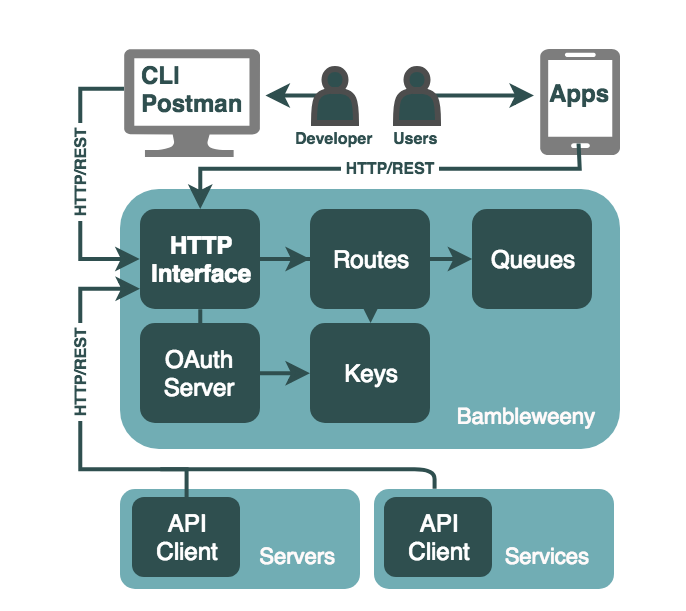 CLI
Postman
Apps
Developer
Users
HTTP/REST
HTTP/REST
HTTP
Interface
Routes
Queues
OAuth
Server
Keys
HTTP/REST
Bambleweeny
API
Client
Servers
API
Client
Services